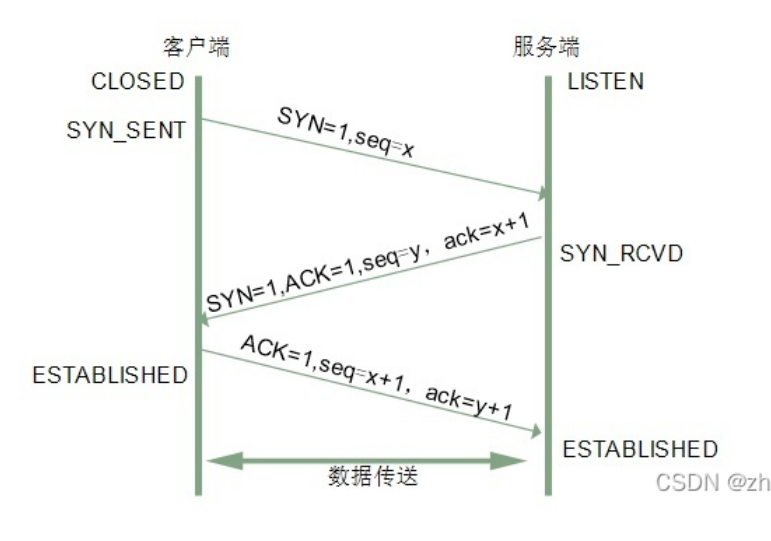 客户端
服务端
CLOSED
LISTEN
SYN_SENT
SYN=1,seq=x
SYN=1,ACK=1,seq=y，ack=x+1
SYN_RCVD
ACK=1,seq=x+1，ack=y+1
ESTABLISHED
ESTABLISHED
数据传送
CSDN @zh